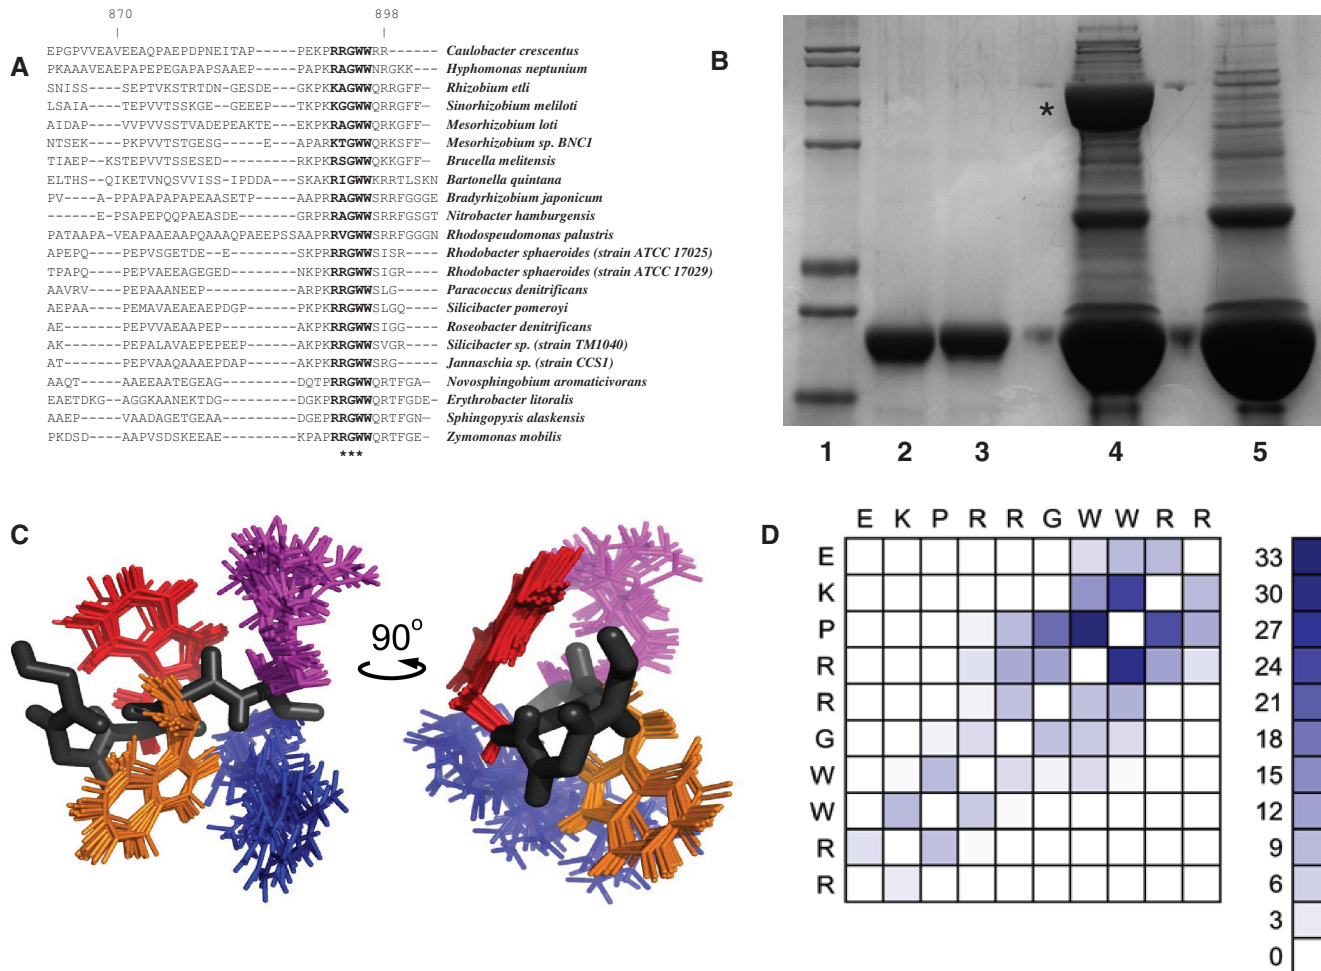 870 898
A
EPGPVVEAVEEAQPAEPDPNEITAP-----PEKPRRGWWRR------ Caulobacter crescentus
PKAAAVEAEPAPEPEGAPAPSAAEP-----PAPKRAGWWNRGKK--- Hyphomonas neptunium
SNISS----SEPTVKSTRTDN-GESDE---GKPKKAGWWQRRGFF- Rhizobium etli
LSAIA----TEPVVVTSSKGE--GEEEP--TKPKKGGWWQRRGFF- Sinorhizobium meliloti
AIDAP----VVPVVSSTVADEPEAKTE---EKPKRAGWWQRKGFF- Mesorhizobium loti
NTSEK----PKPVVTSTGESG-----E---APARKTGWWQRKSFF- Mesorhizobium sp. BNC1
TIAEP--KSTEPVVTSSESED---------RKPKRSGWWQKKGFF- Brucella melitensis
ELTHS--QIKETVNQSVVISS-IPDDA---SKAKRIGWWKRRTLSKN Bartonella quintana
PV-----A-PPAPAPAPAPEAASETP----AAPRRAGWWSRRFGGGE Bradyrhizobium japonicum
------E-PSAPEPQQPAEASDE-------GRPRRAGWWSRRFGSGT Nitrobacter hamburgensis
PATAAPA-VEAPAAEAAPQAAAQPAEEPSSAAPRRVGWWSRRFGGGN Rhodospeudomonas palustris
APEPQ----PEPVSGETDE--E--------SKPKRRGWWSISR---- Rhodobacter sphaeroides (strain ATCC 17025)
TPAPQ----PEPVAEEAGEGED--------NKPKRRGWWSIGR---- Rhodobacter sphaeroides (strain ATCC 17029)
AAVRV----PEPAAANEEP-----------ARPKRRGWWSLG----- Paracoccus denitrificans
AEPAA----PEMAVAEAEAEPDGP------PKPKRRGWWSLGQ---- Silicibacter pomeroyi
AE-------PEPVVEAAPEP----------AKPKRRGWWSIGG---- Roseobacter denitrificans
AK-------PEPALAVAEPEPEEP------AKPKRRGWWSVGR---- Silicibacter sp. (strain TM1040)
AT-------PEPVAAQAAAEPDAP------AKPKRRGWWSRG----- Jannaschia sp. (strain CCS1)
AAQT-----AAEEAATEGEAG---------DQTPRRGWWQRTFGA- Novosphingobium aromaticivorans
EAETDKG--AGGKAANEKTDG---------DGKPRRGWWQRTFGDE- Erythrobacter litoralis
AAEP-----VAADAGETGEAA---------DGEPRRGWWQRTFGN- Sphingopyxis alaskensis
PKDSD----AAPVSDSKEEAE---------KPAPRRGWWQRTFGE- Zymomonas mobilis
***
B
*
1 2 3 4 5
C
90°
D
E K P R R G W W R R
E
K
P
R
R
G
W
W
R
R
33
30
27
24
21
18
15
12
9
6
3
0